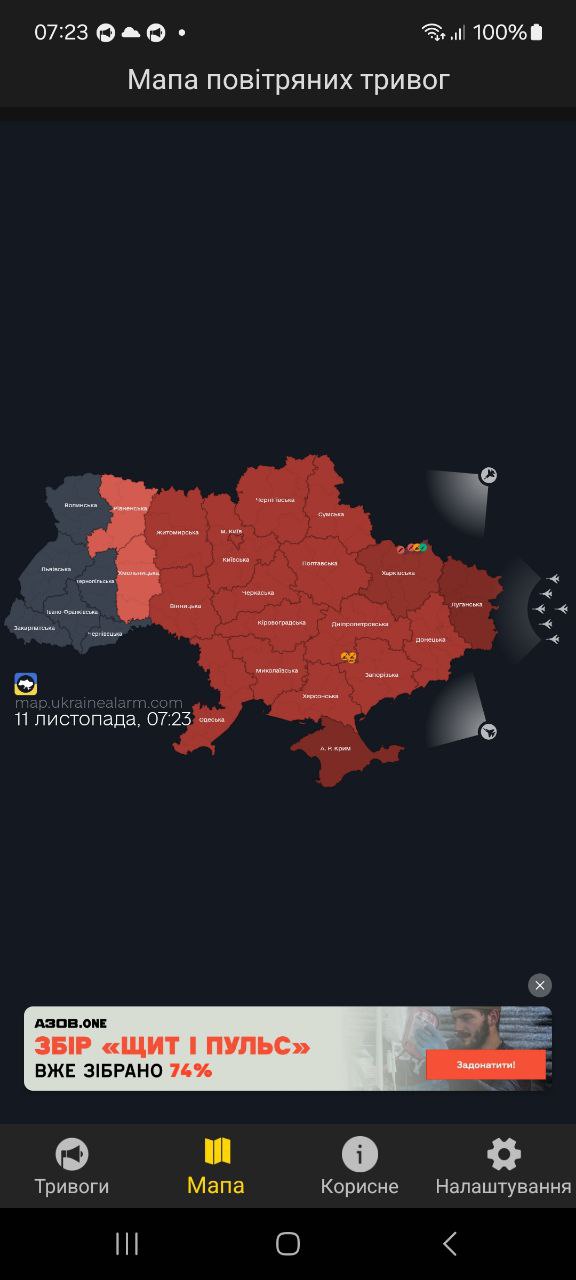 07:23
100%
Мапа повітряних тривог
Волинська
Рівненська
Житомирська
м. Київ
Чернігівська
Сумська
Київська
Полтавська
Харківська
Львівська
Тернопільська
Хмельницька
Луганська
Вінницька
Черкаська
Івано-Франківська
Закарпатська
Чернівецька
Кіровоградська
Дніпропетровська
Донецька
Миколаївська
Запорізька
Херсонська
Одеська
А. Р. Крим
map.ukrainealarm.com
11 листопада, 07:23
АЗОВ.ONE
ЗБІР «ЩИТ І ПУЛЬС»
ВЖЕ ЗІБРАНО 74%
Задонатити!
Тривоги
Мапа
Корисне
Налаштування